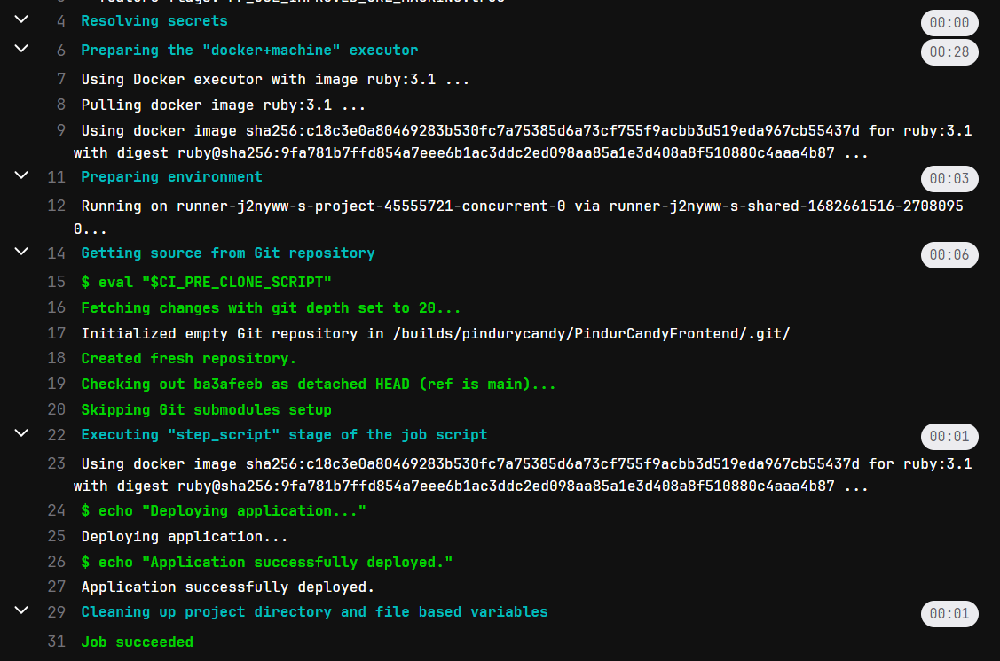 4 Resolving secrets 00:00
6 Preparing the "docker+machine" executor 00:28
7 Using Docker executor with image ruby:3.1 ...
8 Pulling docker image ruby:3.1 ...
9 Using docker image sha256:c18c3e0a80469283b530fc7a75385d6a73cf755f9acbb3d519eda967cb55437d for ruby:3.1
with digest ruby@sha256:9fa781b7ffd854a7eee6b1ac3ddc2ed098aa85a1e3d408a8f510880c4aaa4b87 ...
11 Preparing environment 00:03
12 Running on runner-j2nyww-s-project-45555721-concurrent-0 via runner-j2nyww-s-shared-1682661516-2708095
0...
14 Getting source from Git repository 00:06
15 $ eval "$CI_PRE_CLONE_SCRIPT"
16 Fetching changes with git depth set to 20...
17 Initialized empty Git repository in /builds/pindurycandy/PindurCandyFrontend/.git/
18 Created fresh repository.
19 Checking out ba3afeeb as detached HEAD (ref is main)...
20 Skipping Git submodules setup
22 Executing "step_script" stage of the job script 00:01
23 Using docker image sha256:c18c3e0a80469283b530fc7a75385d6a73cf755f9acbb3d519eda967cb55437d for ruby:3.1
with digest ruby@sha256:9fa781b7ffd854a7eee6b1ac3ddc2ed098aa85a1e3d408a8f510880c4aaa4b87 ...
24 $ echo "Deploying application..."
25 Deploying application...
26 $ echo "Application successfully deployed."
27 Application successfully deployed.
29 Cleaning up project directory and file based variables 00:01
31 Job succeeded